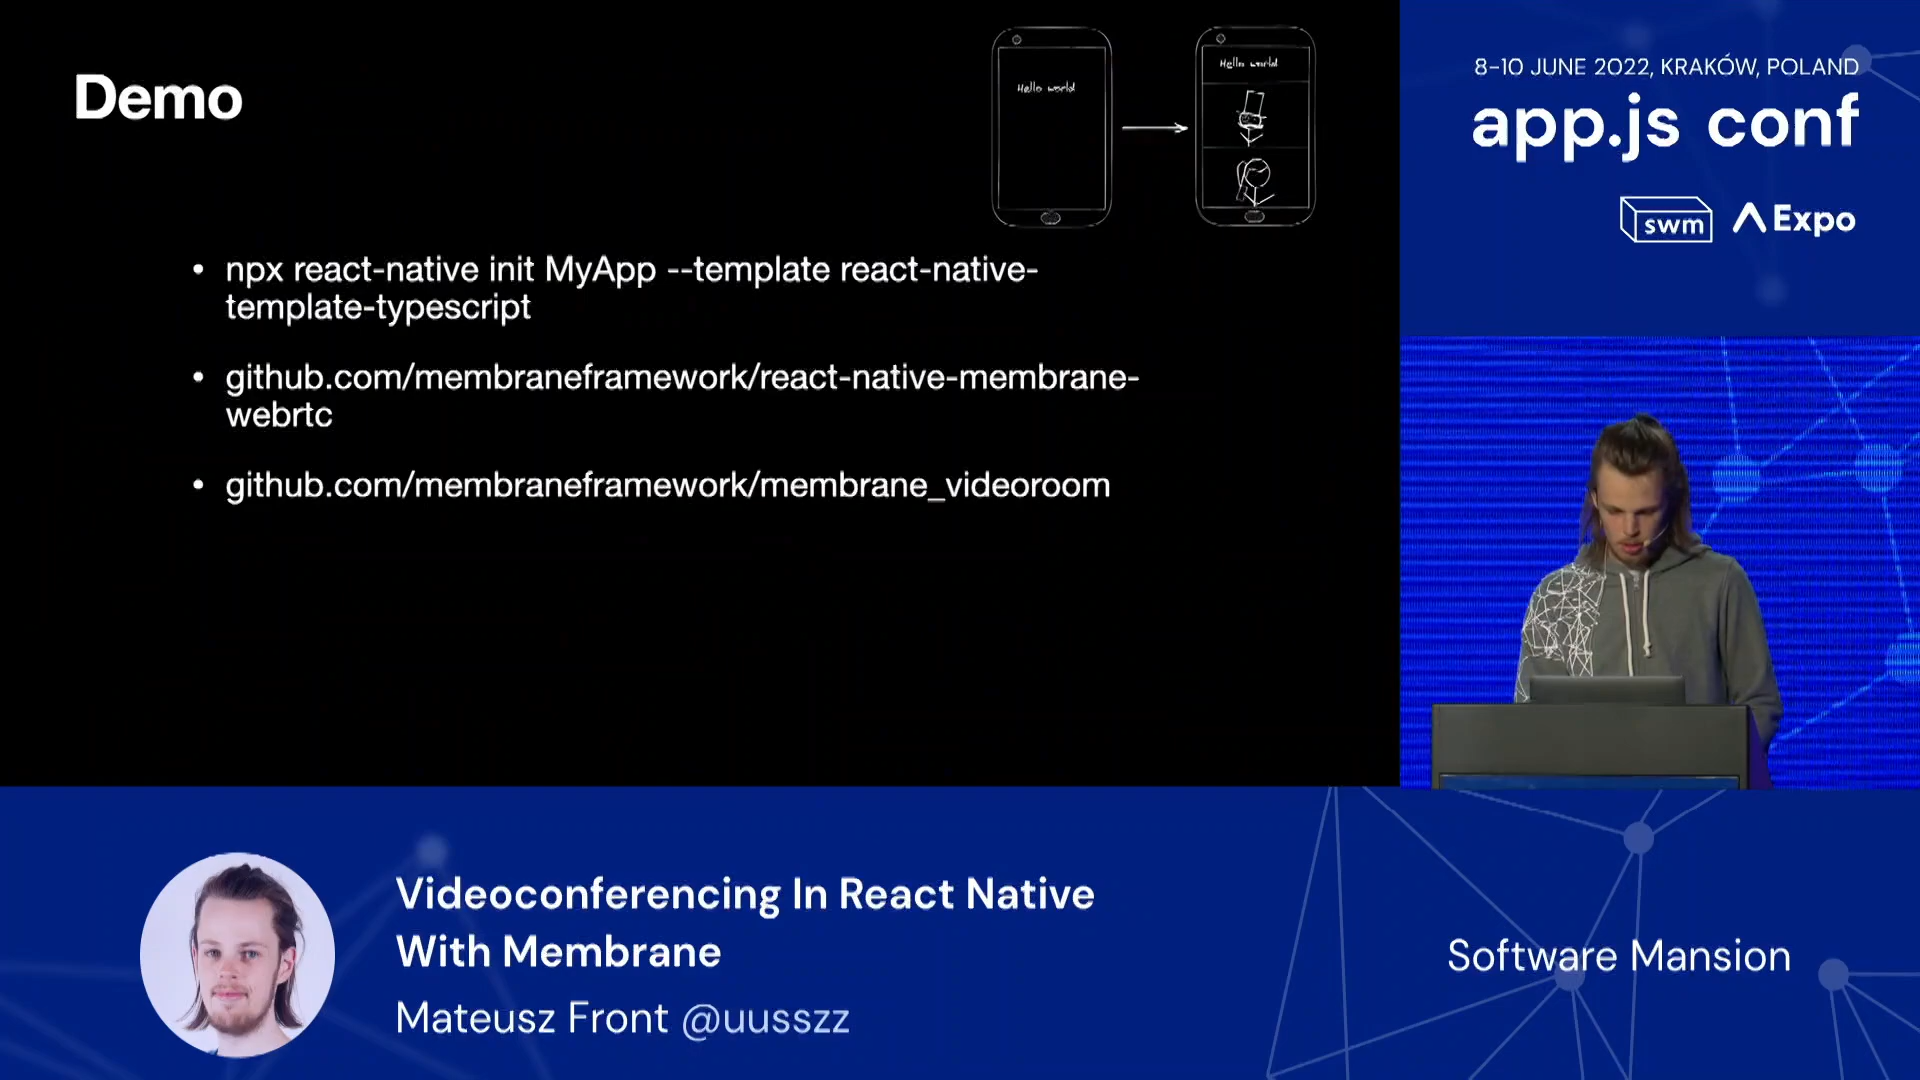 Demo
Hello world
Hello world
• npx react-native init MyApp --template react-native-
template-typescript
• github.com/membraneframework/react-native-membrane-
webrtc
• github.com/membraneframework/membrane_videoroom
8-10 JUNE 2022, KRAKÓW, POLAND
app.js conf
swm
Expo
Videoconferencing In React Native
With Membrane
Mateusz Front @uusszz
Software Mansion